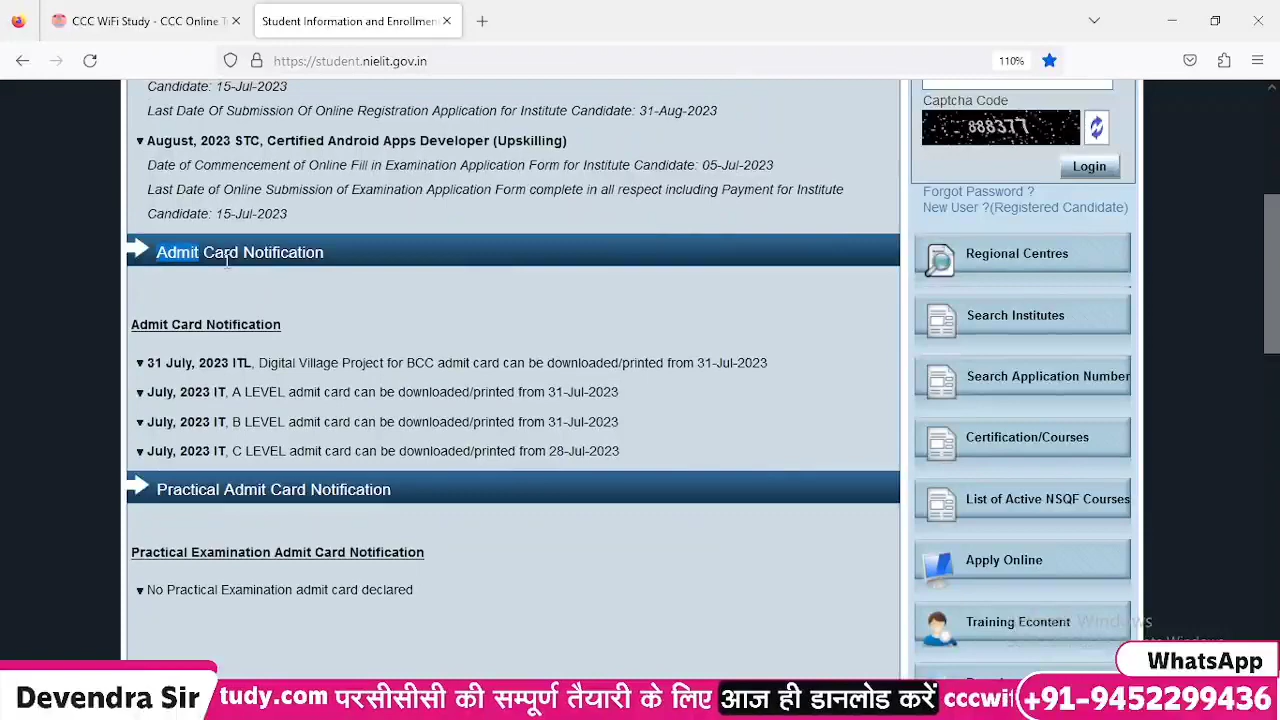 CCC WiFi Study - CCC Online T
Student Information and Enrollmen
https://student.nielit.gov.in
110%
Candidate: 15-Jul-2023
Last Date Of Submission Of Online Registration Application for Institute Candidate: 31-Aug-2023
August, 2023 STC, Certified Android Apps Developer (Upskilling)
Date of Commencement of Online Fill in Examination Application Form for Institute Candidate: 05-Jul-2023
Last Date of Online Submission of Examination Application Form complete in all respect including Payment for Institute
Candidate: 15-Jul-2023
Admit Card Notification
Admit Card Notification
31 July, 2023 ITL, Digital Village Project for BCC admit card can be downloaded/printed from 31-Jul-2023
July, 2023 IT, A LEVEL admit card can be downloaded/printed from 31-Jul-2023
July, 2023 IT, B LEVEL admit card can be downloaded/printed from 31-Jul-2023
July, 2023 IT, C LEVEL admit card can be downloaded/printed from 28-Jul-2023
Practical Admit Card Notification
Practical Examination Admit Card Notification
No Practical Examination admit card declared
Captcha Code
888377
Login
Forgot Password ?
New User ?(Registered Candidate)
Regional Centres
Search Institutes
Search Application Number
Certification/Courses
List of Active NSQF Courses
Apply Online
Training Econtent
WhatsApp
Devendra Sir
tudy.com परसीसीसी की सम्पूर्ण तैयारी के लिए आज ही डानलोड करें cccwif
+91-9452299436